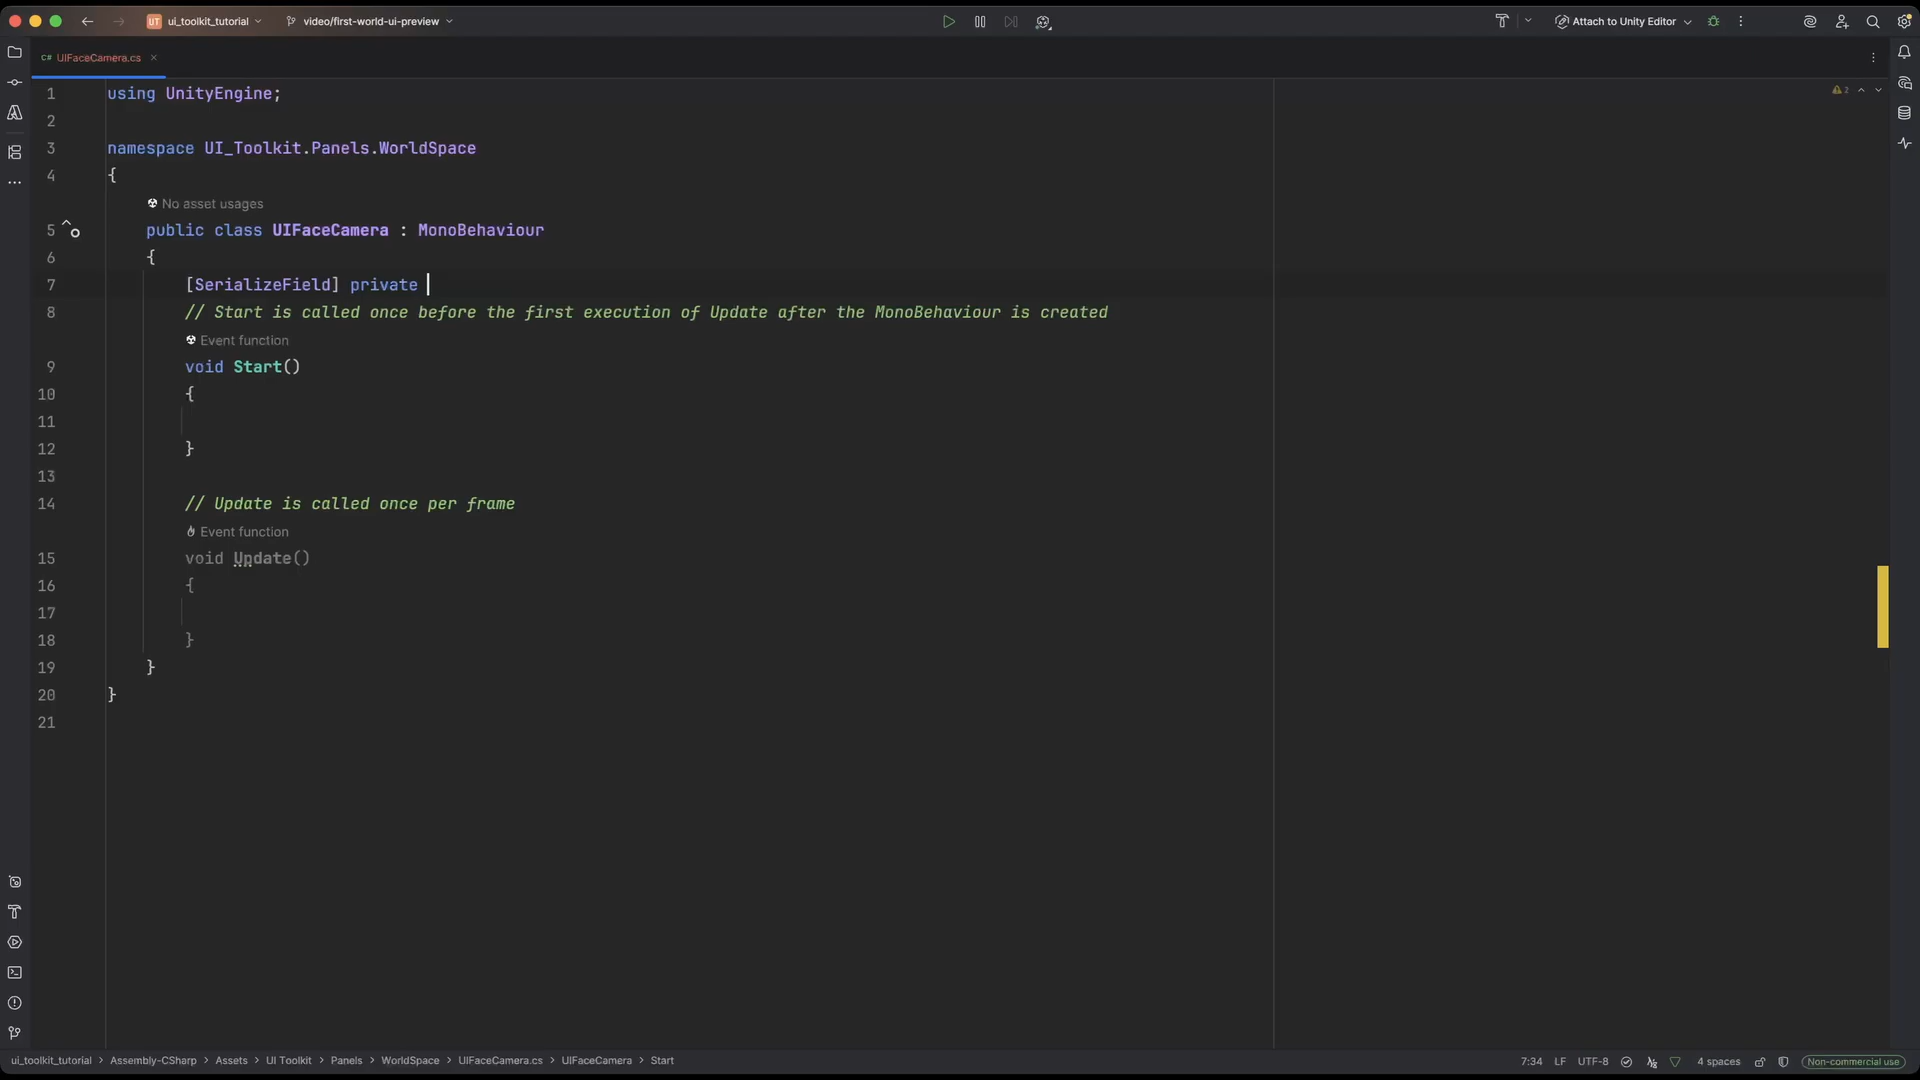 UT ui_toolkit_tutorial video/first-world-ui-preview Attach to Unity Editor
C# UIFaceCamera.cs
2
1 using UnityEngine;
2
3 namespace UI_Toolkit.Panels.WorldSpace
4 {
No asset usages
5 public class UIFaceCamera : MonoBehaviour
6 {
7 [SerializeField] private
8 // Start is called once before the first execution of Update after the MonoBehaviour is created
Event function
9 void Start()
10 {
11
12 }
13
14 // Update is called once per frame
Event function
15 void Update()
16 {
17
18 }
19 }
20 }
21
ui_toolkit_tutorial > Assembly-CSharp > Assets > UI Toolkit > Panels > WorldSpace > UIFaceCamera.cs > UIFaceCamera > Start 7:34 LF UTF-8 4 spaces Non-commercial use